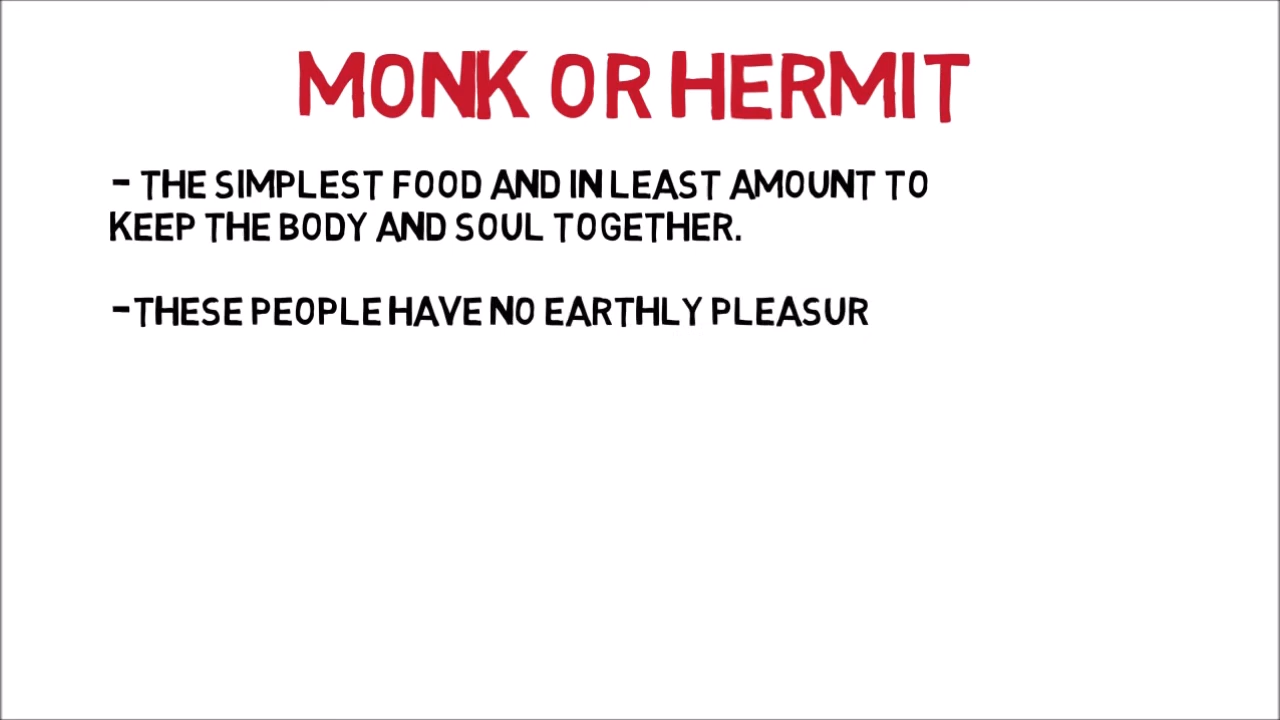 MONK OR HERMIT
- THE SIMPLEST FOOD AND IN LEAST AMOUNT TO
KEEP THE BODY AND SOUL TOGETHER.
-THESE PEOPLE HAVE NO EARTHLY PLEASUR